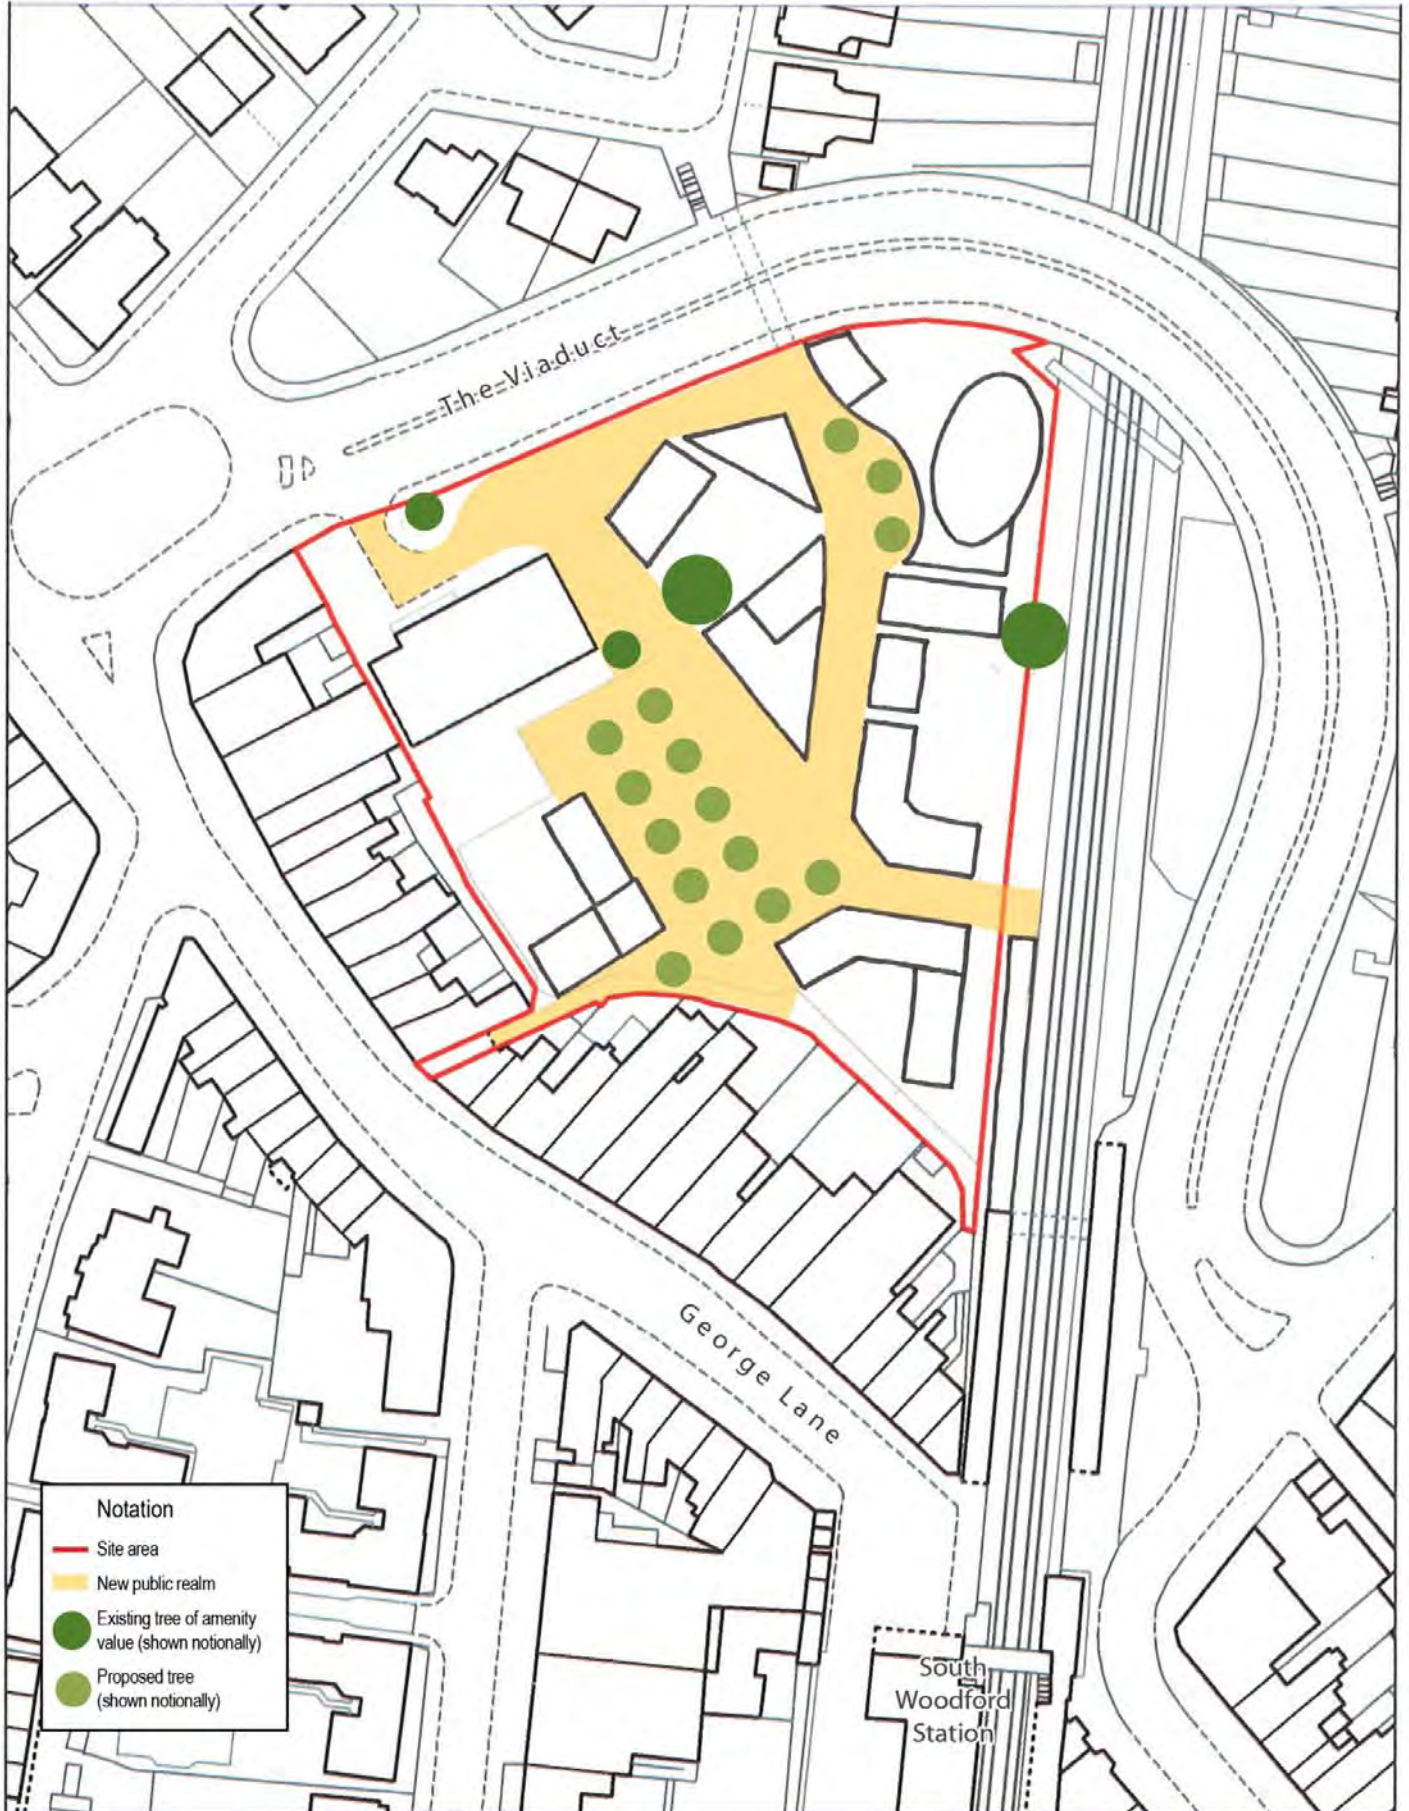 The Viaduct
George Lane
Notation
Site area
New public realm
Existing tree of amenity
value (shown notionally)
Proposed tree
(shown notionally)
South
Woodford
Station